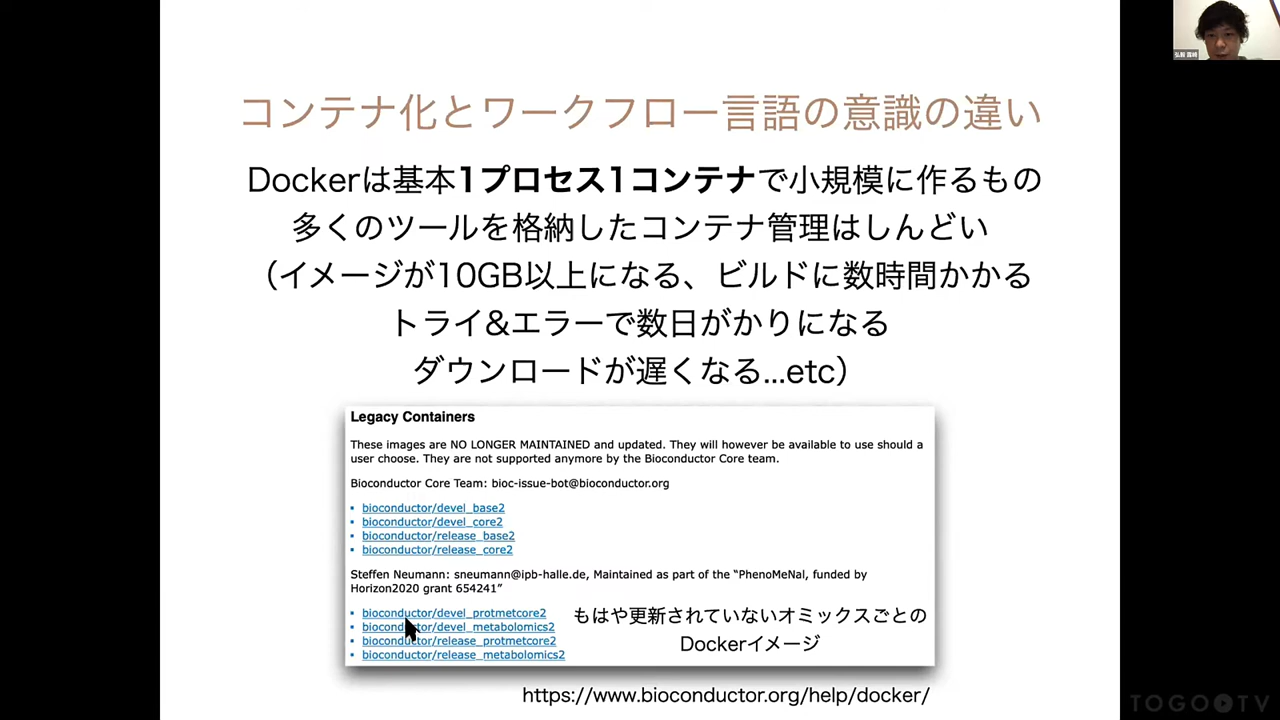 コンテナ化とワークフロー言語の意識の違い
Dockerは基本1プロセス1コンテナで小規模に作るもの
多くのツールを格納したコンテナ管理はしんどい
（イメージが10GB以上になる、ビルドに数時間かかる
トライ&エラーで数日がかりになる
ダウンロードが遅くなる...etc）
Legacy Containers
These images are NO LONGER MAINTAINED and updated. They will however be available to use should a
user choose. They are not supported anymore by the Bioconductor Core team.
Bioconductor Core Team: bioc-issue-bot@bioconductor.org
▪ bioconductor/devel_base2
▪ bioconductor/devel_core2
▪ bioconductor/release_base2
▪ bioconductor/release_core2
Steffen Neumann: sneumann@ipb-halle.de, Maintained as part of the “PhenoMeNal, funded by
Horizon2020 grant 654241”
▪ bioconductor/devel_protmetcore2
▪ bioconductor/devel_metabolomics2
▪ bioconductor/release_protmetcore2
▪ bioconductor/release_metabolomics2
もはや更新されていないオミックスごとの
Dockerイメージ
https://www.bioconductor.org/help/docker/
TOGOTV